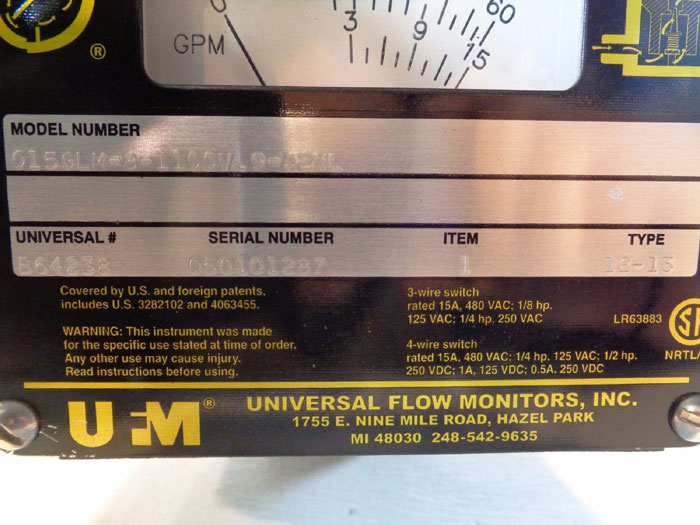 0 60
3 9 15
GPM
®
MODEL NUMBER
UNIVERSAL # SERIAL NUMBER ITEM TYPE
B64238 050101287 1 12-13
Covered by U.S. and foreign patents.
includes U.S. 3282102 and 4063455.
WARNING: This instrument was made
for the specific use stated at time of order.
Any other use may cause injury.
Read instructions before using.
3-wire switch
rated 15A, 480 VAC; 1/8 hp.
125 VAC; 1/4 hp. 250 VAC
4-wire switch
rated 15A, 480 VAC: 1/4 hp, 125 VAC; 1/2 hp.
250 VDC; 1A, 125 VDC; 0.5A, 250 VDC
LR63883
NRTL/
UFM® UNIVERSAL FLOW MONITORS, INC.
1755 E. NINE MILE ROAD, HAZEL PARK
MI 48030 248-542-9635